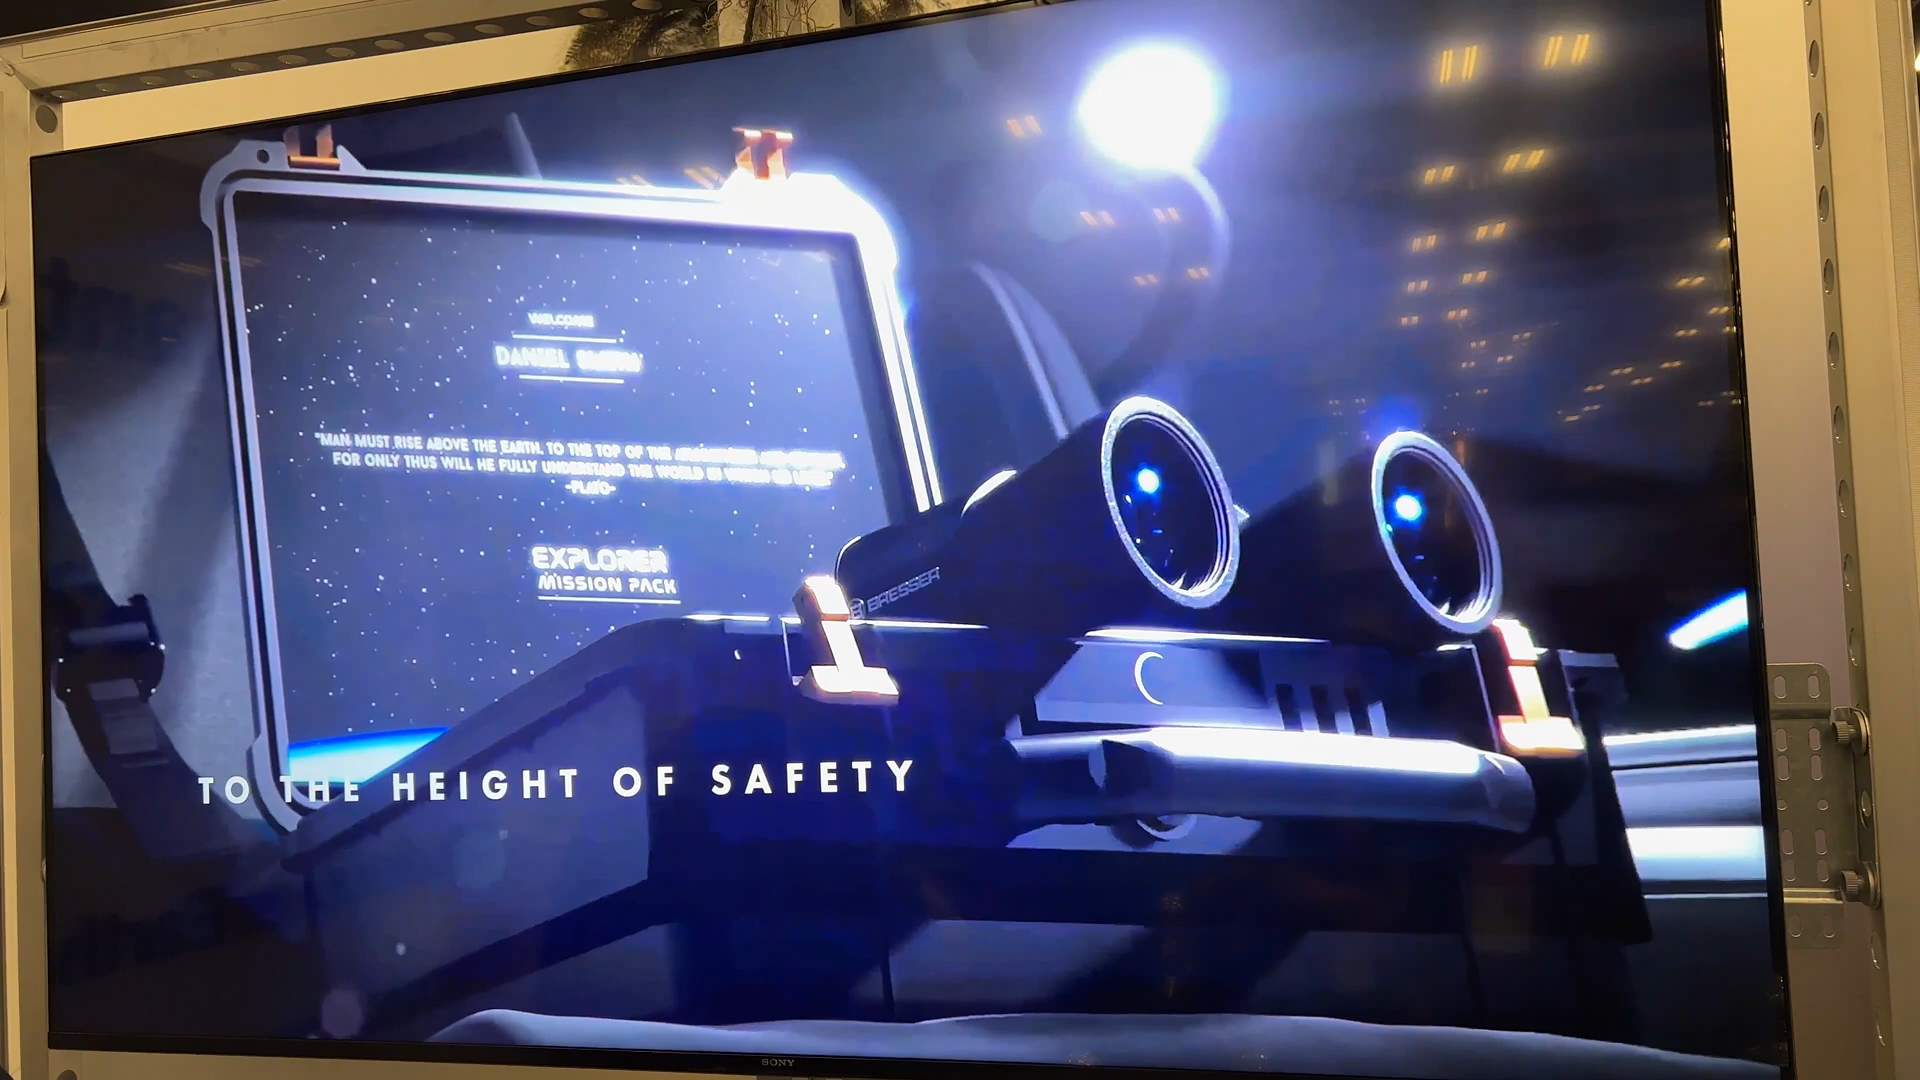 WELCOME
DANIEL
"MAN MUST RISE ABOVE THE EARTH, TO THE TOP OF THE
FOR ONLY THUS WILL HE FULLY UNDERSTAND THE WORLD IN
-PLATO-
EXPLORER
MISSION PACK
BRESSER
TO THE HEIGHT OF SAFETY
SONY